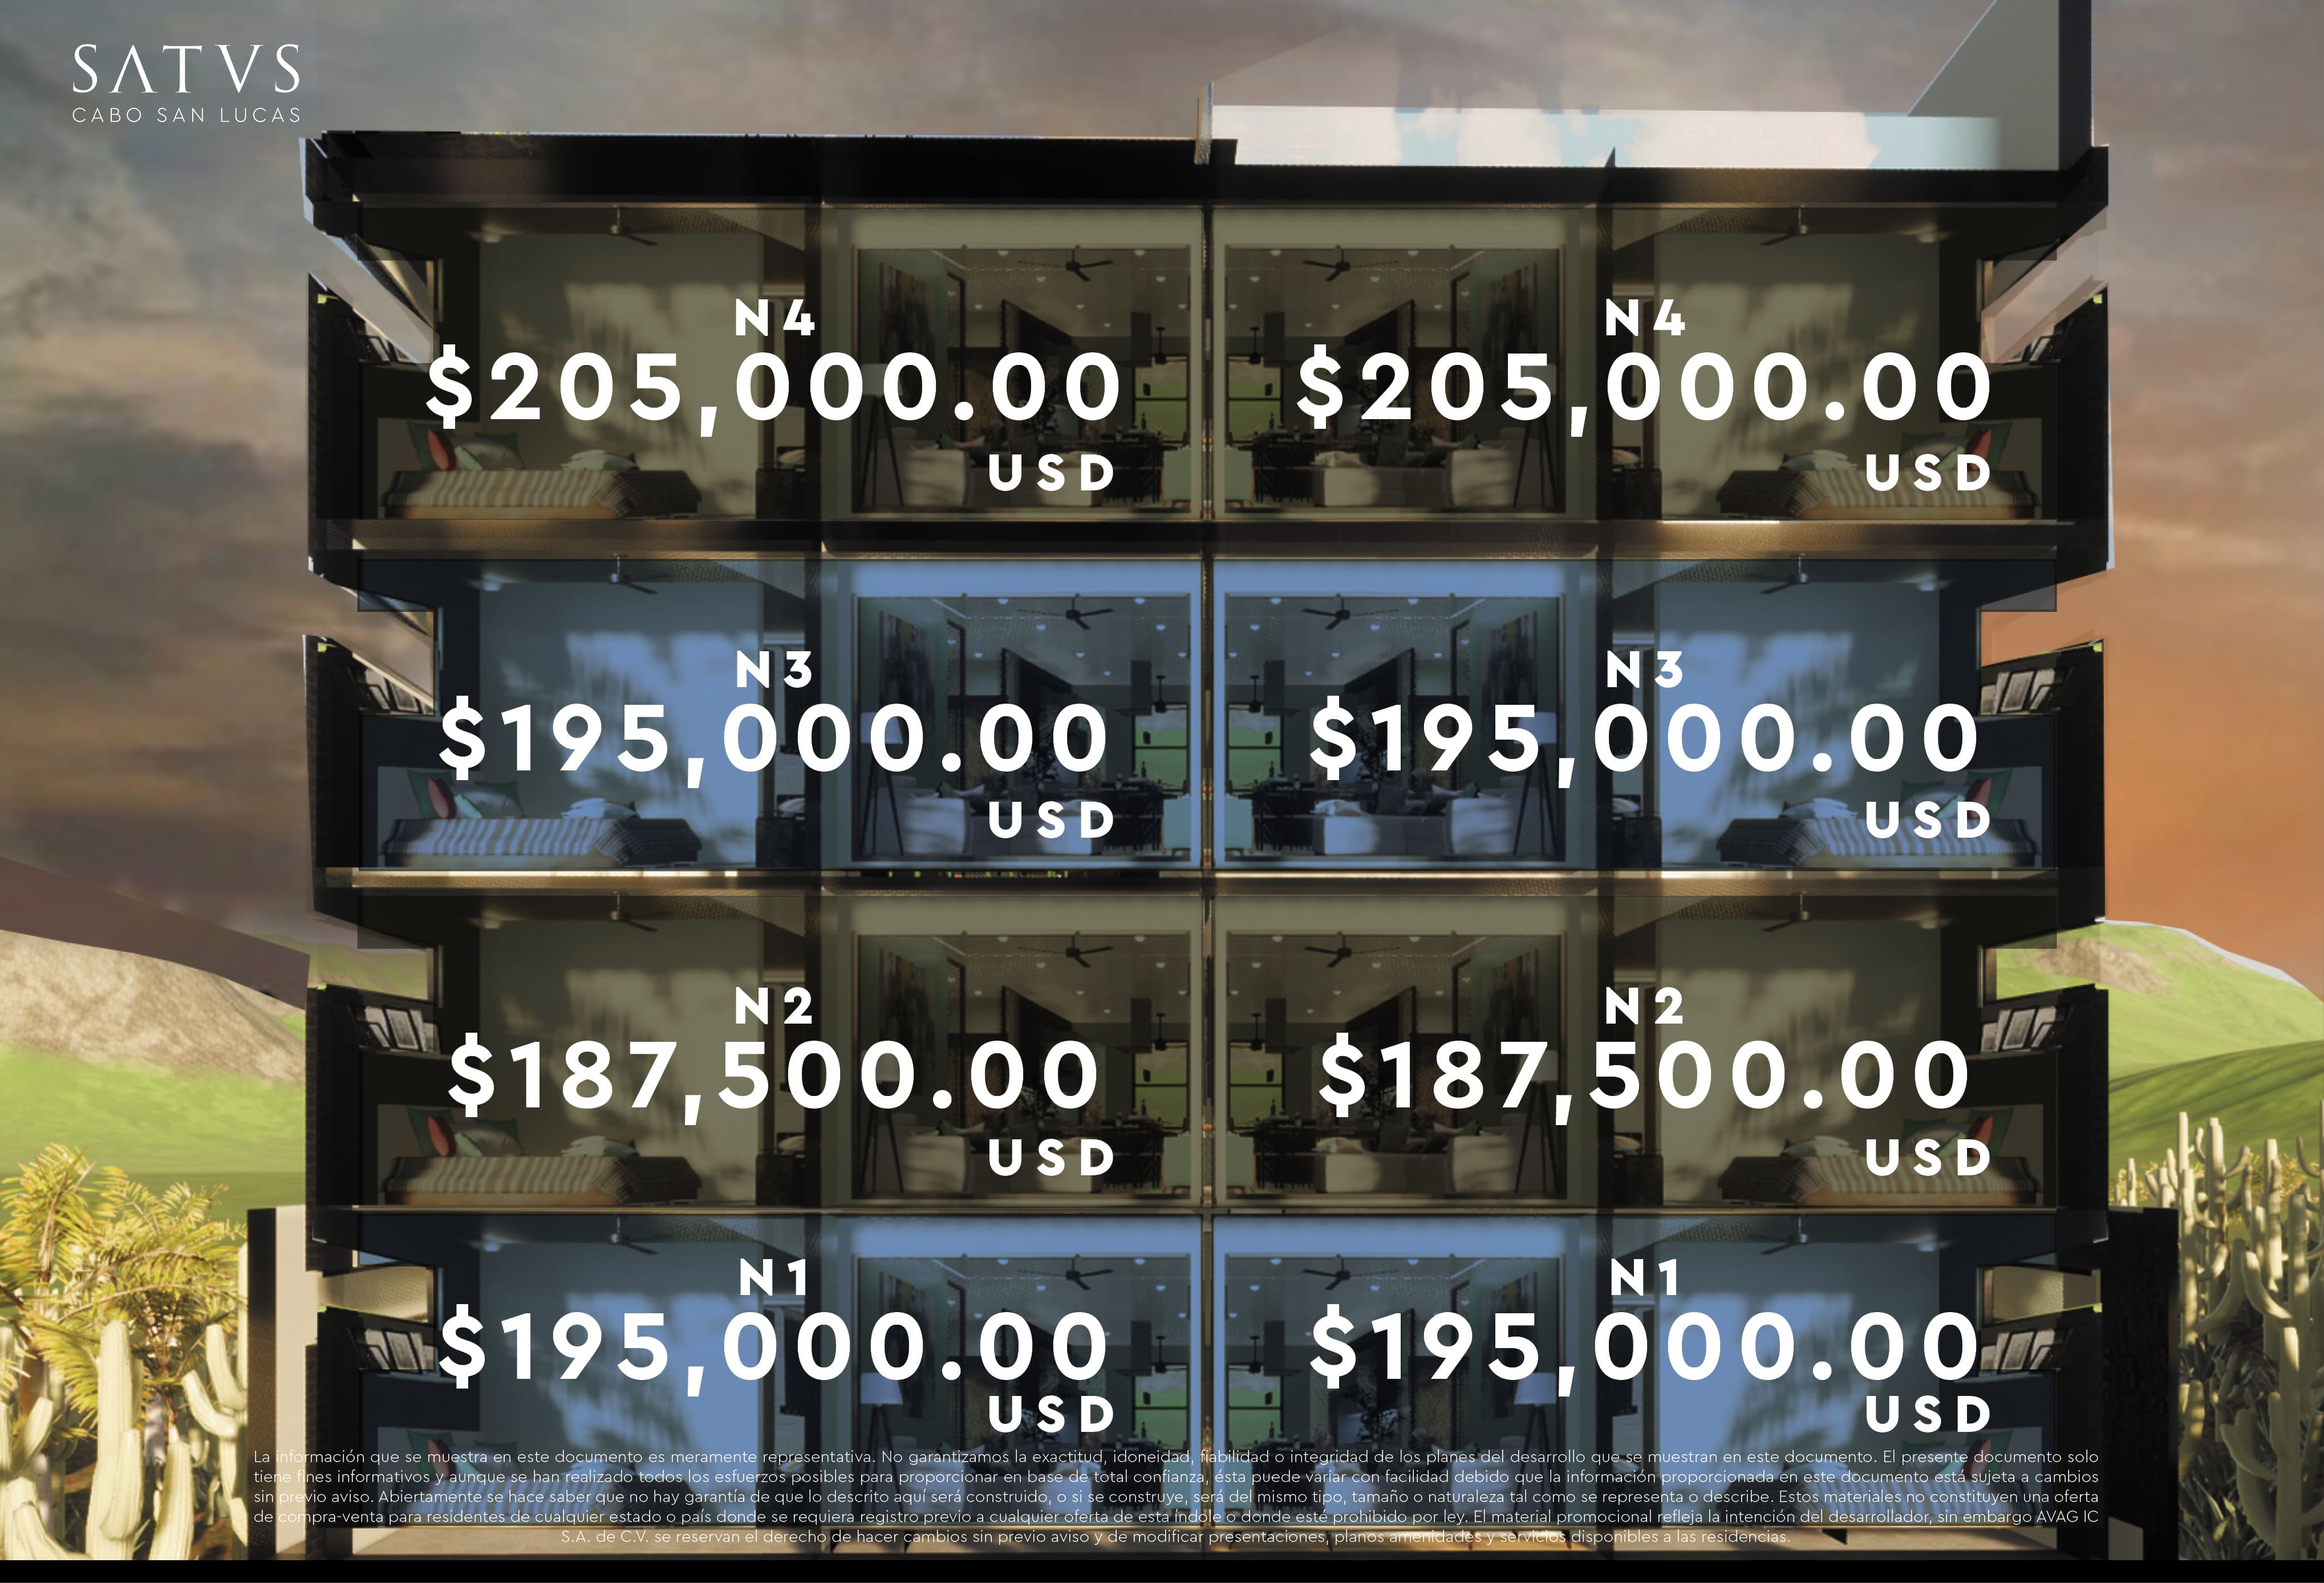 SATVS
CABO SAN LUCAS
N4 N4
$205,000.00 $205,000.00
USD USD
N3 N3
$195,000.00 $195,000.00
USD USD
N2 N2
$187,500.00 $187,500.00
USD USD
N1 N1
$195,000.00 $195,000.00
USD USD
La información que se muestra en este documento es meramente representativa. No garantizamos la exactitud, idoneidad, fiabilidad o integridad de los planes del desarrollo que se muestran en este documento. El presente documento solo
tiene fines informativos y aunque se han realizado todos los esfuerzos posibles para proporcionar en base de total confianza, ésta puede variar con facilidad debido que la información proporcionada en este documento está sujeta a cambios
sin previo aviso. Abiertamente se hace saber que no hay garantía de que lo descrito aquí será construido, o si se construye, será del mismo tipo, tamaño o naturaleza tal como se representa o describe. Estos materiales no constituyen una oferta
de compra-venta para residentes de cualquier estado o país donde se requiera registro previo a cualquier oferta de esta índole o donde esté prohibido por ley. El material promocional refleja la intención del desarrollador, sin embargo AVAG IC
S.A. de C.V. se reservan el derecho de hacer cambios sin previo aviso y de modificar presentaciones, planos amenidades y servicios disponibles a las residencias.